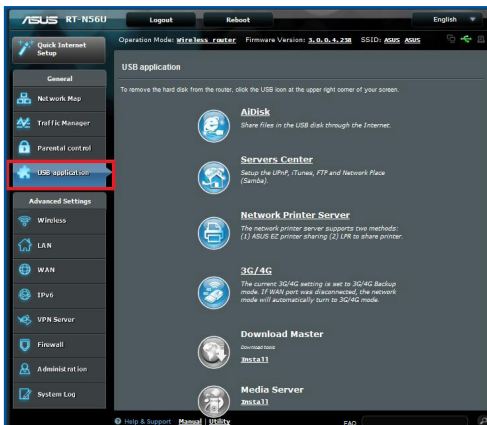 ASUS RT-N56U Logout Reboot English
Quick Internet
Setup
Operation Mode: Wireless router Firmware Version: 3.0.0.4.238 SSID: ASUS ASUS
General
Network Map
Traffic Manager
Parental control
USB application
Advanced Settings
Wireless
LAN
WAN
IPv6
VPN Server
Firewall
Administration
System Log
USB application
To remove the hard disk from the router, click the USB icon at the upper right corner of your screen.
AiDisk
Share files in the USB disk through the Internet.
Servers Center
Setup the UPnP, iTunes, FTP and Network Place
(Samba).
Network Printer Server
The network printer server supports two methods:
(1) ASUS EZ printer sharing (2) LPR to share printer.
3G/4G
The current 3G/4G setting is set to 3G/4G Backup
mode. If WAN port was disconnected, the network
mode will automatically turn to 3G/4G mode.
Download Master
Download tools
Install
Media Server
Install
Help & Support Manual | Utility FAQ